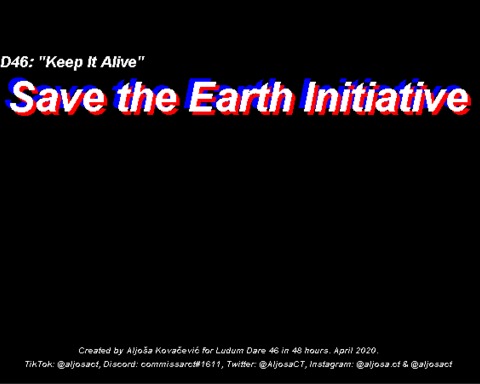 D46: "Keep It Alive"
Save the Earth Initiative
Created by Aljoša Kovačević for Ludum Dare 46 in 48 hours. April 2020.
TikTok: @aljosact, Discord: commissarct#1611, Twitter: @AljosaCT, Instagram: @aljosa.ct & @aljosact